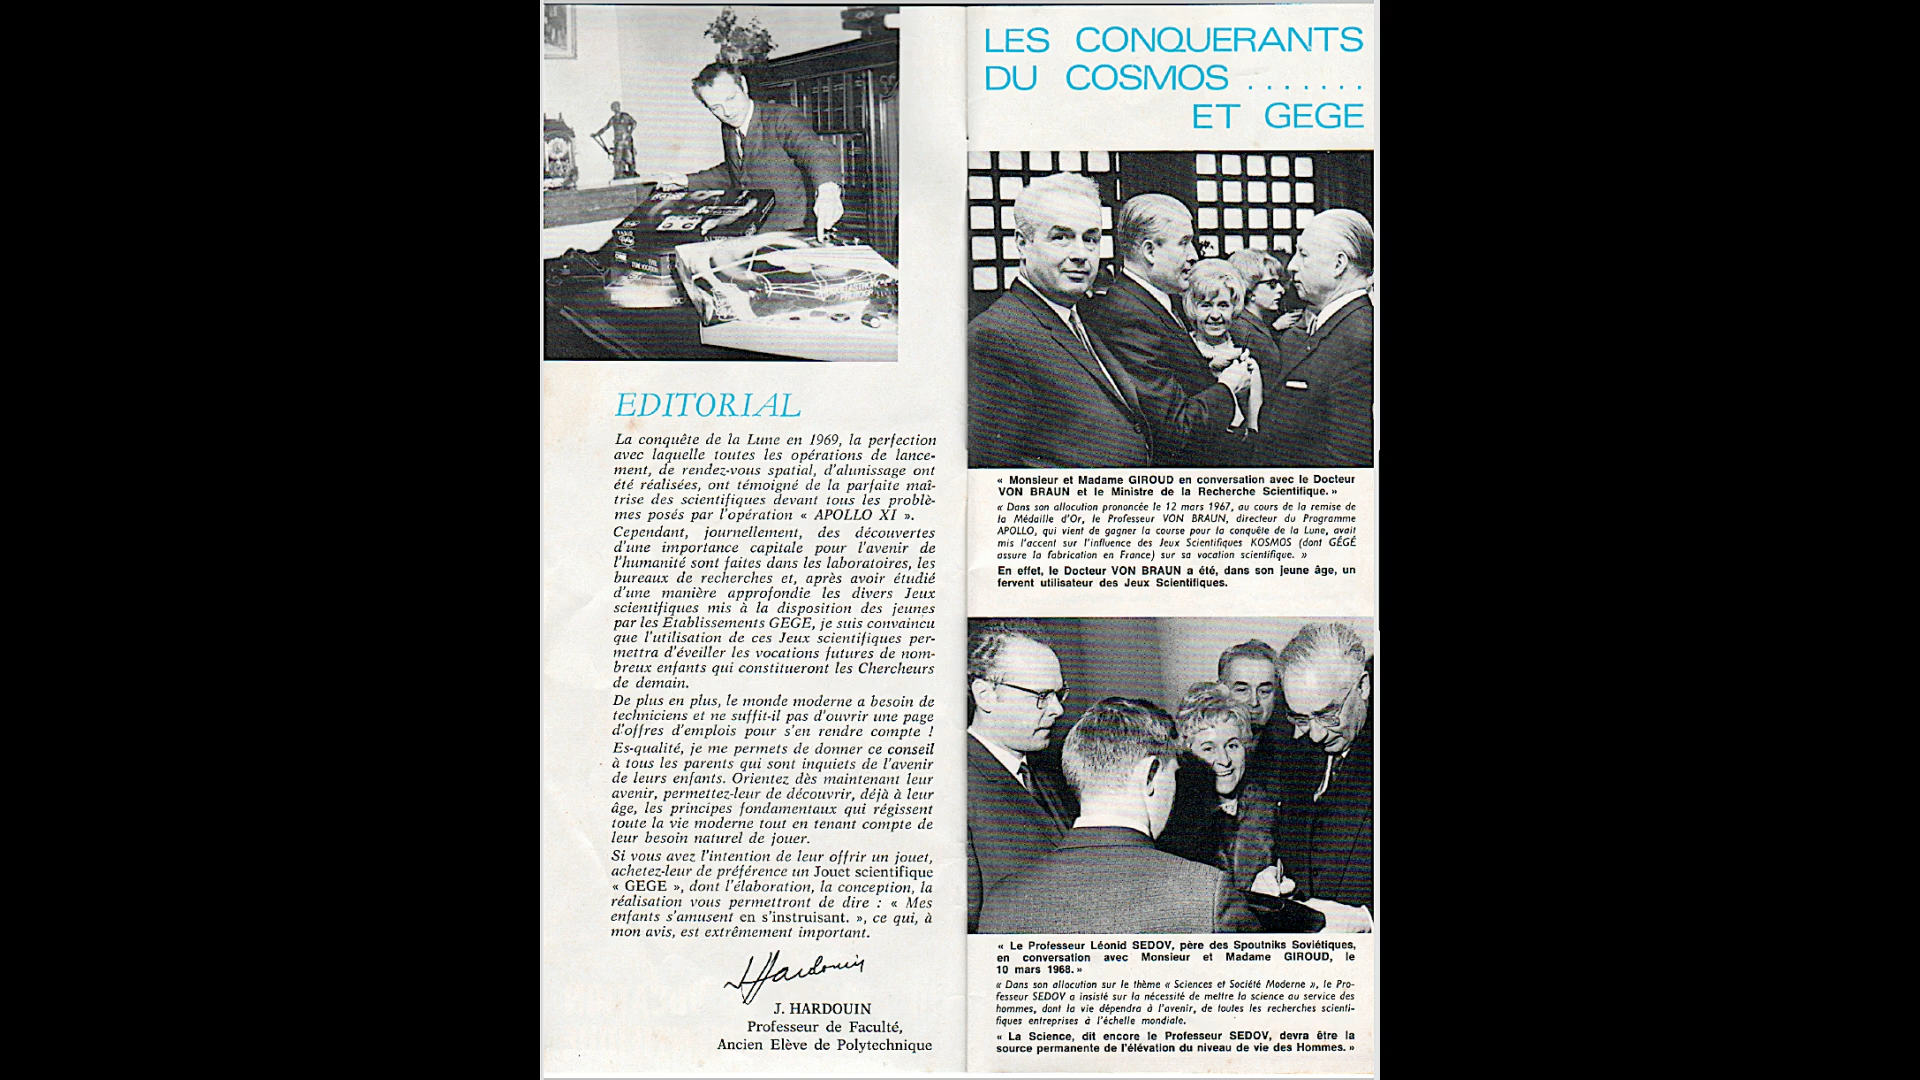 EDITORIAL
La conquête de la Lune en 1969, la perfection
avec laquelle toutes les opérations de lance-
ment, de rendez-vous spatial, d'alunissage ont
été réalisées, ont témoigné de la parfaite maî-
trise des scientifiques devant tous les problè-
mes posés par l'opération « APOLLO XI ».
Cependant, journellement, des découvertes
d'une importance capitale pour l'avenir de
l'humanité sont faites dans les laboratoires, les
bureaux de recherches et, après avoir étudié
d'une manière approfondie les divers Jeux
scientifiques mis à la disposition des jeunes
par les Etablissements GEGE, je suis convaincu
que l'utilisation de ces Jeux scientifiques per-
mettra d'éveiller les vocations futures de nom-
breux enfants qui constitueront les Chercheurs
de demain.
De plus en plus, le monde moderne a besoin de
techniciens et ne suffit-il pas d'ouvrir une page
d'offres d'emplois pour s'en rendre compte !
Es-qualité, je me permets de donner ce conseil
à tous les parents qui sont inquiets de l'avenir
de leurs enfants. Orientez dès maintenant leur
avenir, permettez-leur de découvrir, déjà à leur
âge, les principes fondamentaux qui régissent
toute la vie moderne tout en tenant compte de
leur besoin naturel de jouer.
Si vous avez l'intention de leur offrir un jouet,
achetez-leur de préférence un Jouet scientifique
« GEGE », dont l'élaboration, la conception, la
réalisation vous permettront de dire : « Mes
enfants s'amusent en s'instruisant. », ce qui, à
mon avis, est extrêmement important.
JHardouin
J. HARDOUIN
Professeur de Faculté,
Ancien Elève de Polytechnique
LES CONQUERANTS
DU COSMOS .......
ET GEGE
« Monsieur et Madame GIROUD en conversation avec le Docteur
VON BRAUN et le Ministre de la Recherche Scientifique. »
« Dans son allocution prononcée le 12 mars 1967, au cours de la remise de
la Médaille d'Or, le Professeur VON BRAUN, directeur du Programme
APOLLO, qui vient de gagner la course pour la conquête de la Lune, avait
mis l'accent sur l'influence des Jeux Scientifiques KOSMOS (dont GÉGÉ
assure la fabrication en France) sur sa vocation scientifique. »
En effet, le Docteur VON BRAUN a été, dans son jeune âge, un
fervent utilisateur des Jeux Scientifiques.
« Le Professeur Léonid SEDOV, père des Spoutniks Soviétiques,
en conversation avec Monsieur et Madame GIROUD, le
10 mars 1968. »
« Dans son allocution sur le thème « Sciences et Société Moderne », le Pro-
fesseur SEDOV a insisté sur la nécessité de mettre la science au service des
hommes, dont la vie dépendra à l'avenir, de toutes les recherches scienti-
fiques entreprises à l'échelle mondiale.
« La Science, dit encore le Professeur SEDOV, devra être la
source permanente de l'élévation du niveau de vie des Hommes. »